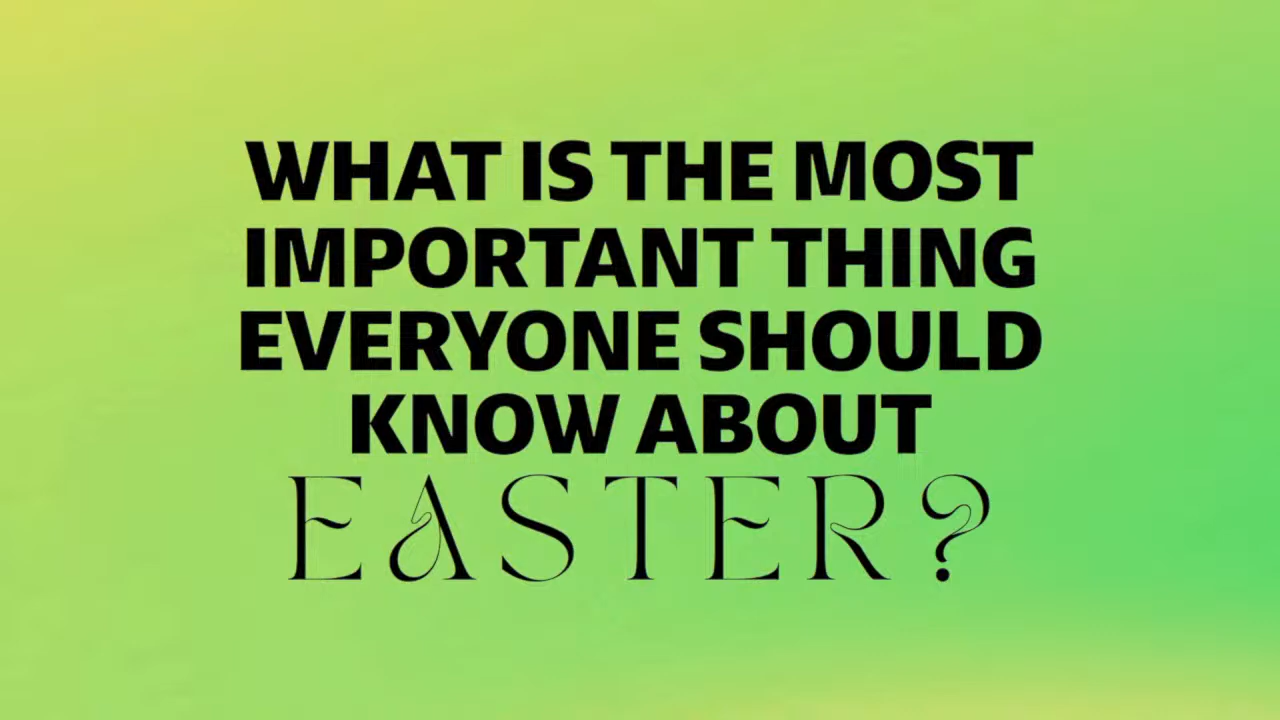 WHAT IS THE MOST
IMPORTANT THING
EVERYONE SHOULD
KNOW ABOUT
EASTER?